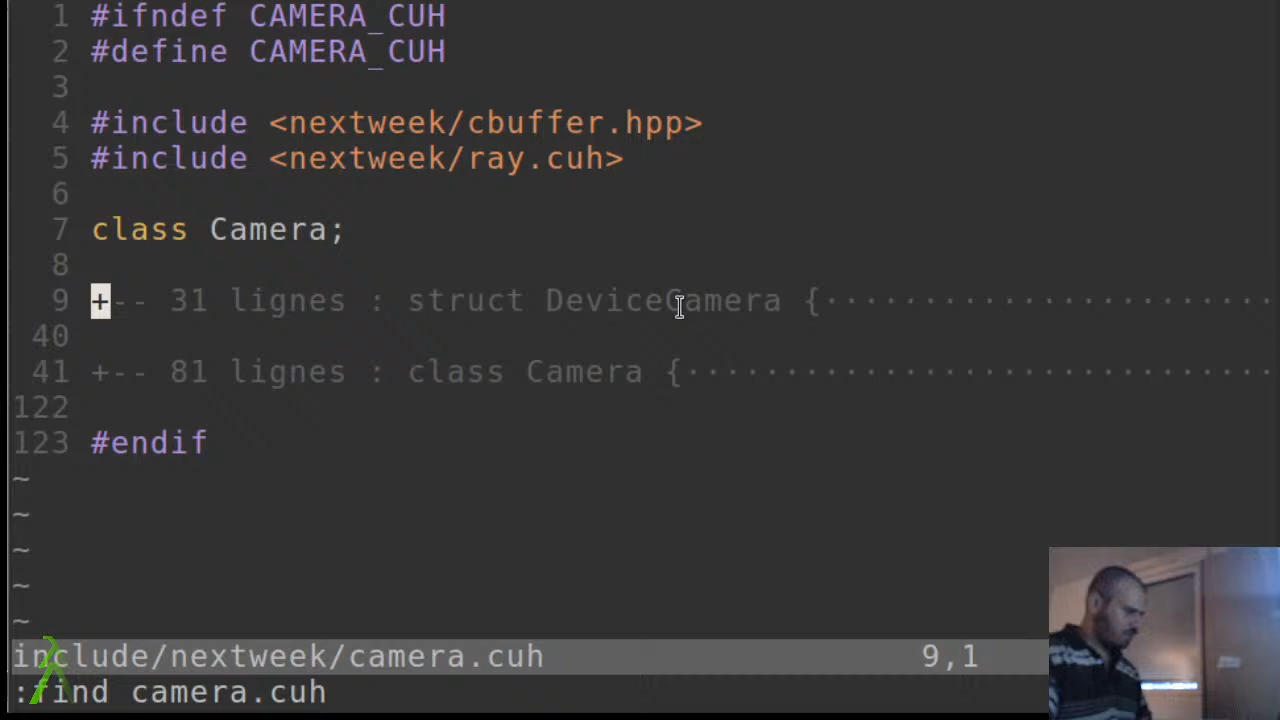 1 #ifndef CAMERA_CUH
2 #define CAMERA_CUH
3
4 #include <nextweek/cbuffer.hpp>
5 #include <nextweek/ray.cuh>
6
7 class Camera;
8
9 +-- 31 lignes : struct DeviceCamera {·······················
40
41 +-- 81 lignes : class Camera {······························
122
123 #endif
~
~
~
~
~
include/nextweek/camera.cuh 9,1
:find camera.cuh